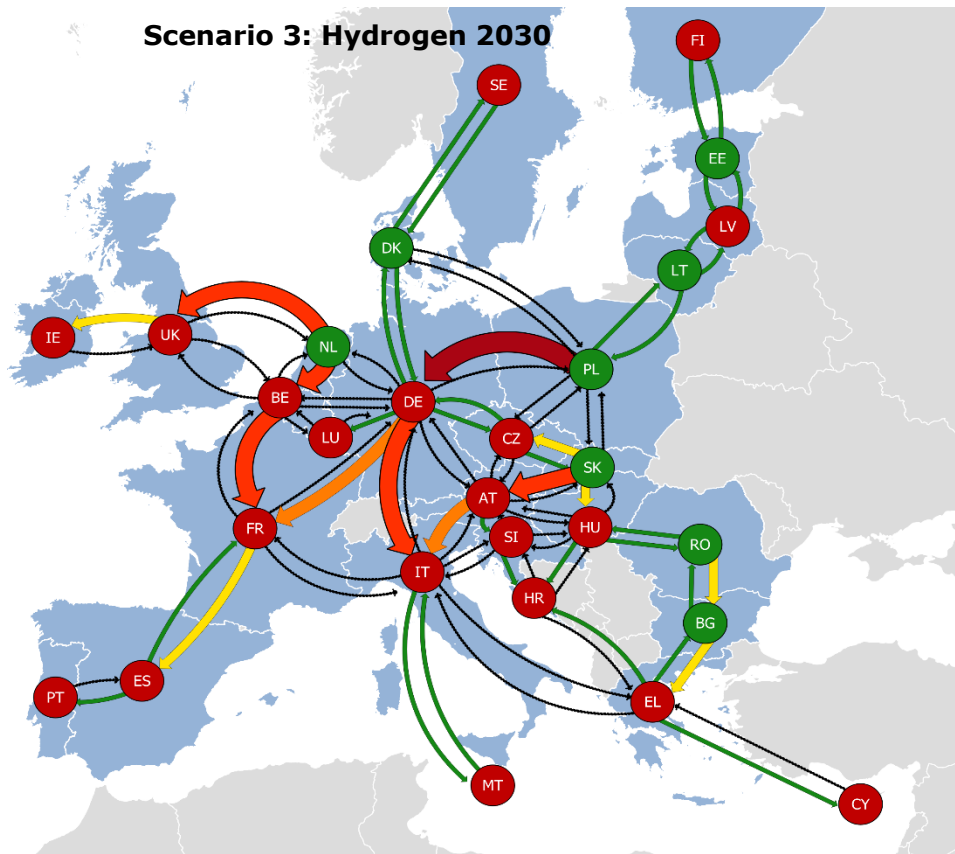 Scenario 3: Hydrogen 2030
FI
SE
EE
LV
DK
LT
IE
UK
NL
PL
BE
DE
LU
CZ
SK
AT
FR
SI
HU
RO
IT
HR
BG
PT
ES
EL
MT
CY